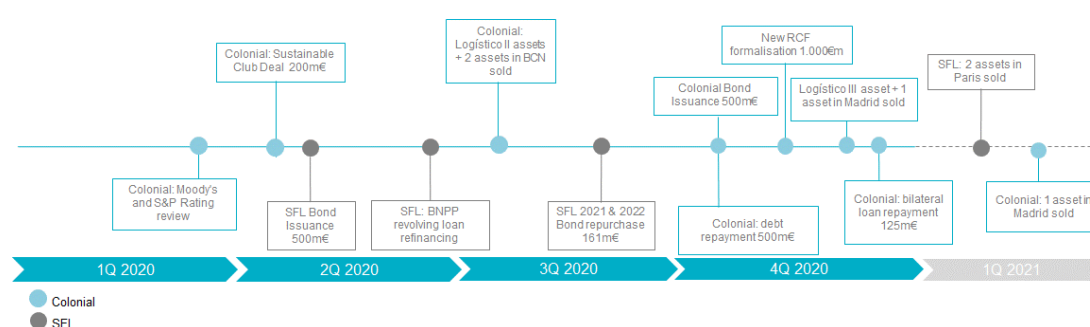 Colonial: Sustainable
Club Deal 200m€
Colonial:
Logístico II assets
+ 2 assets in BCN
sold
Colonial Bond
Issuance 500m€
New RCF
formalisation 1.000€m
Logístico III asset + 1
asset in Madrid sold
SFL: 2 assets in
Paris sold
Colonial: Moody's
and S&P Rating
review
SFL Bond
Issuance
500m€
SFL: BNPP
revolving loan
refinancing
SFL 2021 & 2022
Bond repurchase
161m€
Colonial: debt
repayment 500m€
Colonial: bilateral
loan repayment
125m€
Colonial: 1 asset in
Madrid sold
1Q 2020
2Q 2020
3Q 2020
4Q 2020
1Q 2021
Colonial
SFL